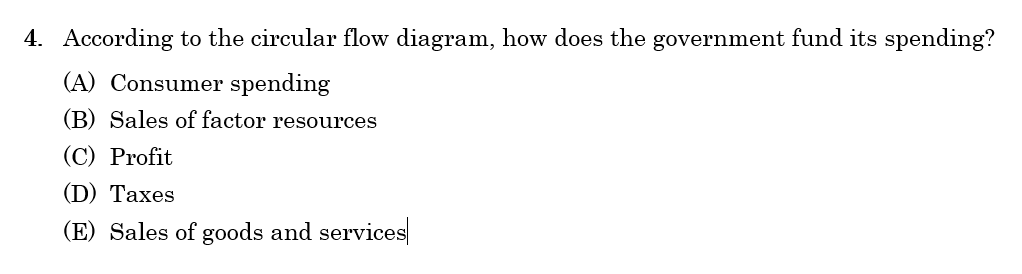 4. According to the circular flow diagram, how does the government fund its spending?
(A) Consumer spending
(B) Sales of factor resources
(C) Profit
(D) Taxes
(E) Sales of goods and services